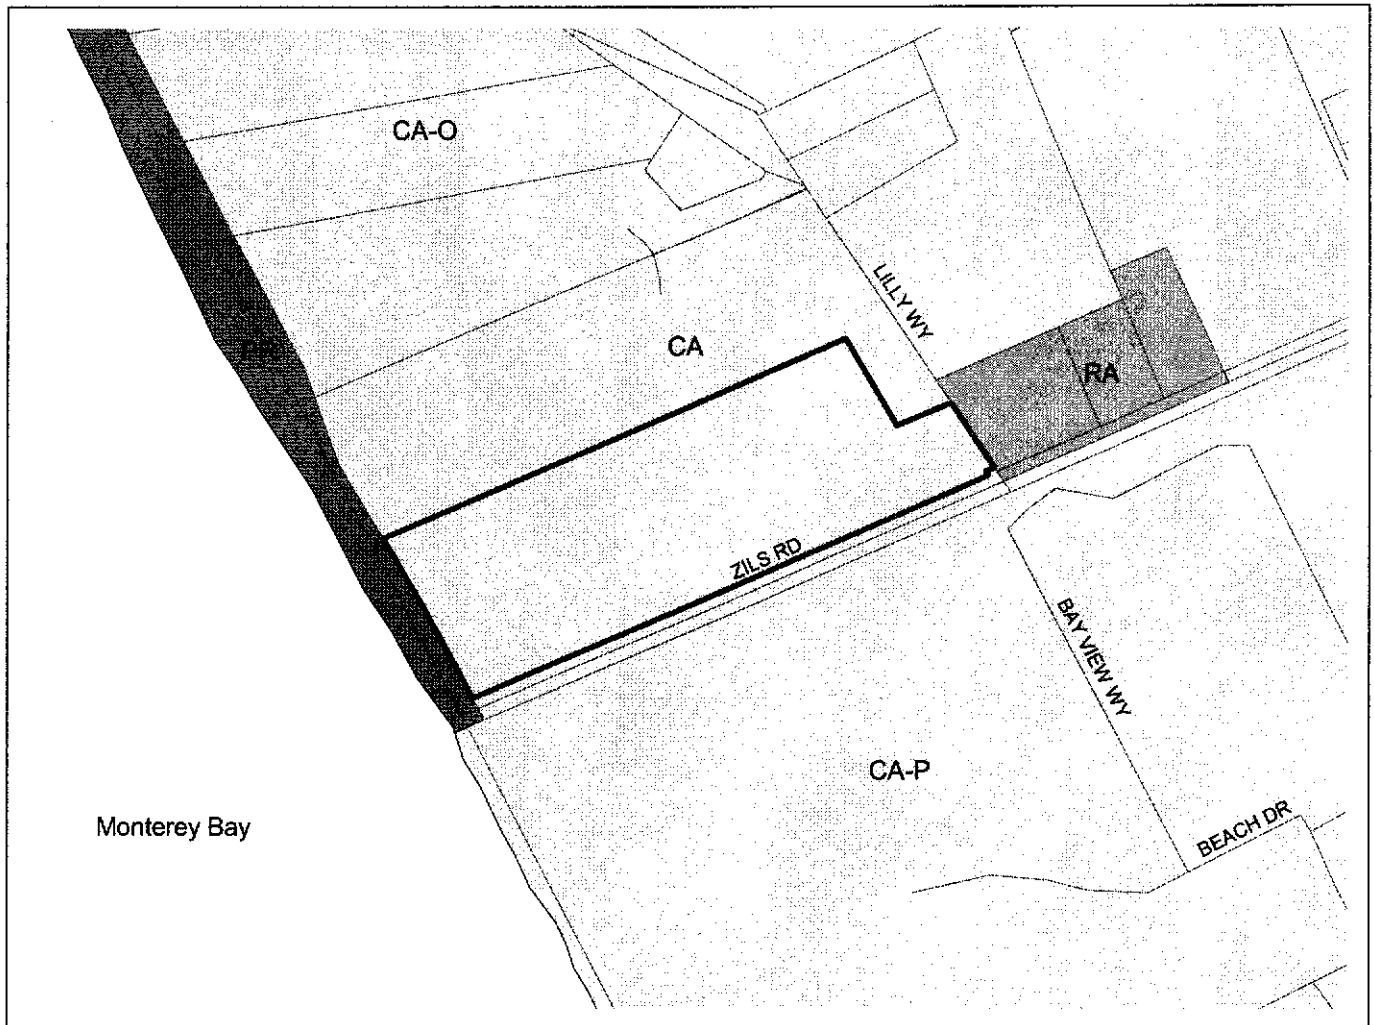 CA-O
LILLY WY
CA
RA
ZILS RD
BAY VIEW WY
CA-P
BEACH DR
Monterey Bay